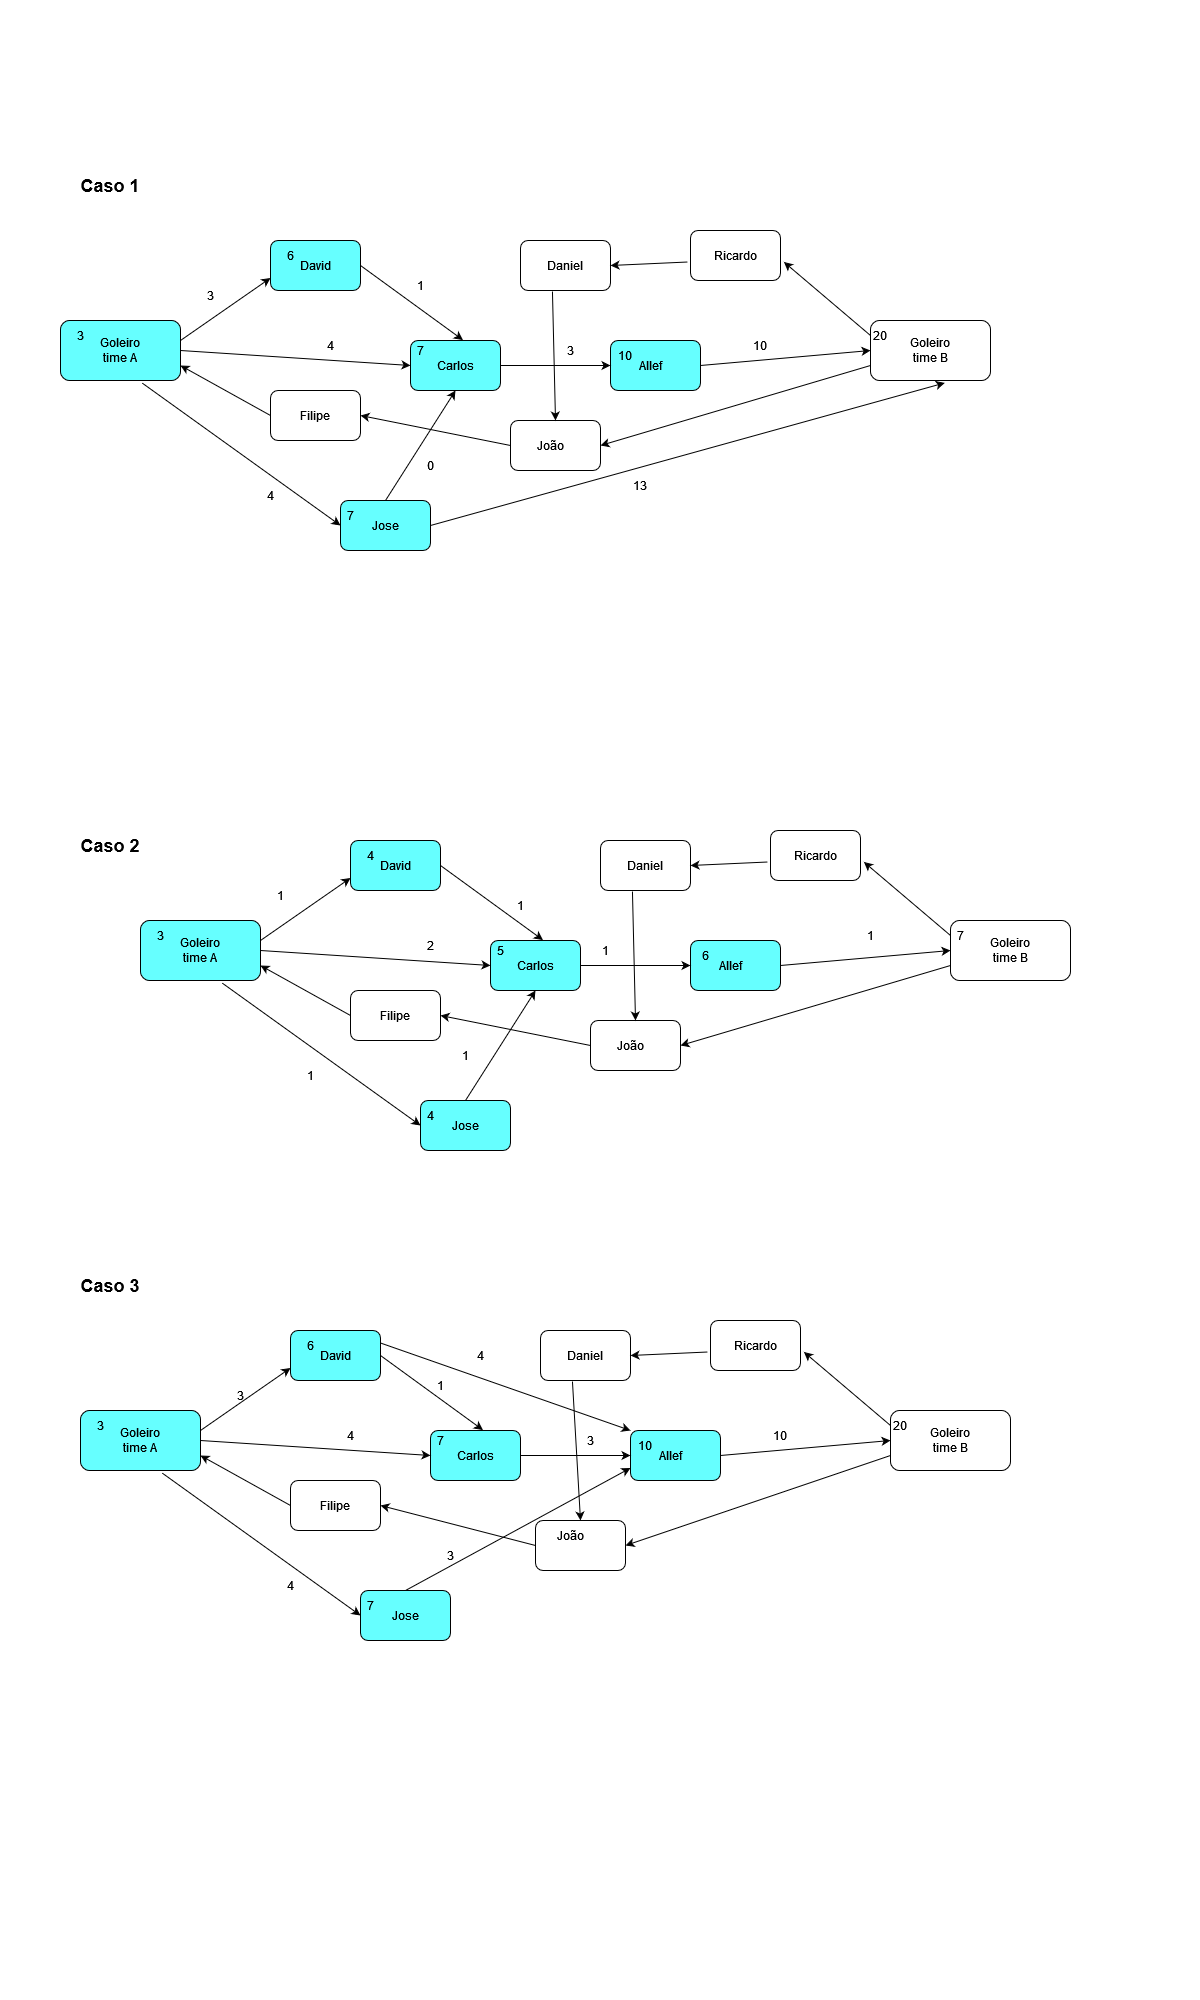 Caso 1
Ricardo
6
David
Daniel
1
3
3
Goleiro
time A
4
7
Carlos
3
10
Allef
10
20
Goleiro
time B
Filipe
João
0
4
13
7
Jose
Caso 2
4
David
Daniel
Ricardo
1
1
3
Goleiro
time A
2
5
Carlos
1
6
Allef
1
7
Goleiro
time B
Filipe
João
1
1
4
Jose
Caso 3
6
David
4
Daniel
Ricardo
3
1
3
Goleiro
time A
4
7
Carlos
3
10
Allef
10
20
Goleiro
time B
Filipe
João
3
4
7
Jose